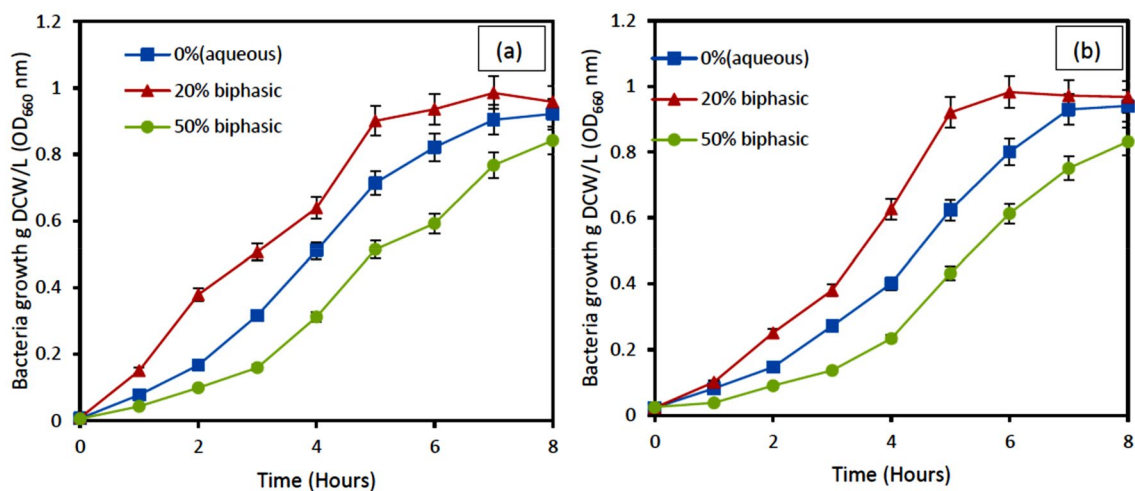 Bacteria growth g DCW/L (OD660 nm)
1.2
1
0.8
0.6
0.4
0.2
0
0%(aqueous)
20% biphasic
50% biphasic
(a)
0 2 4 6 8
Time (Hours)
Bacteria growth g DCW/L (OD660 nm)
1.2
1
0.8
0.6
0.4
0.2
0
0%(aqueous)
20% biphasic
50% biphasic
(b)
0 2 4 6 8
Time (Hours)